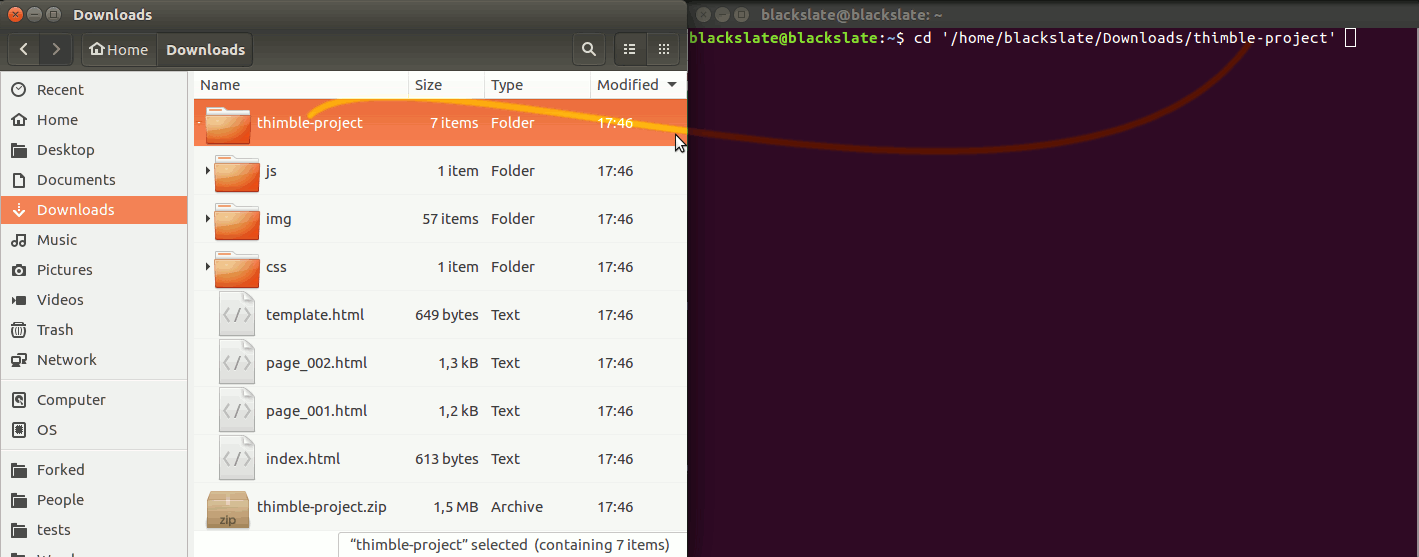 Downloads
Home Downloads
Recent
Home
Desktop
Documents
Downloads
Music
Pictures
Videos
Trash
Network
Computer
OS
Forked
People
tests
Name Size Type Modified
thimble-project 7 items Folder 17:46
js 1 item Folder 17:46
img 57 items Folder 17:46
css 1 item Folder 17:46
template.html 649 bytes Text 17:46
page_002.html 1,3 kB Text 17:46
page_001.html 1,2 kB Text 17:46
index.html 613 bytes Text 17:46
thimble-project.zip 1,5 MB Archive 17:46
zip
“thimble-project” selected (containing 7 items)
blackslate@blackslate: ~
blackslate@blackslate:~$ cd '/home/blackslate/Downloads/thimble-project'